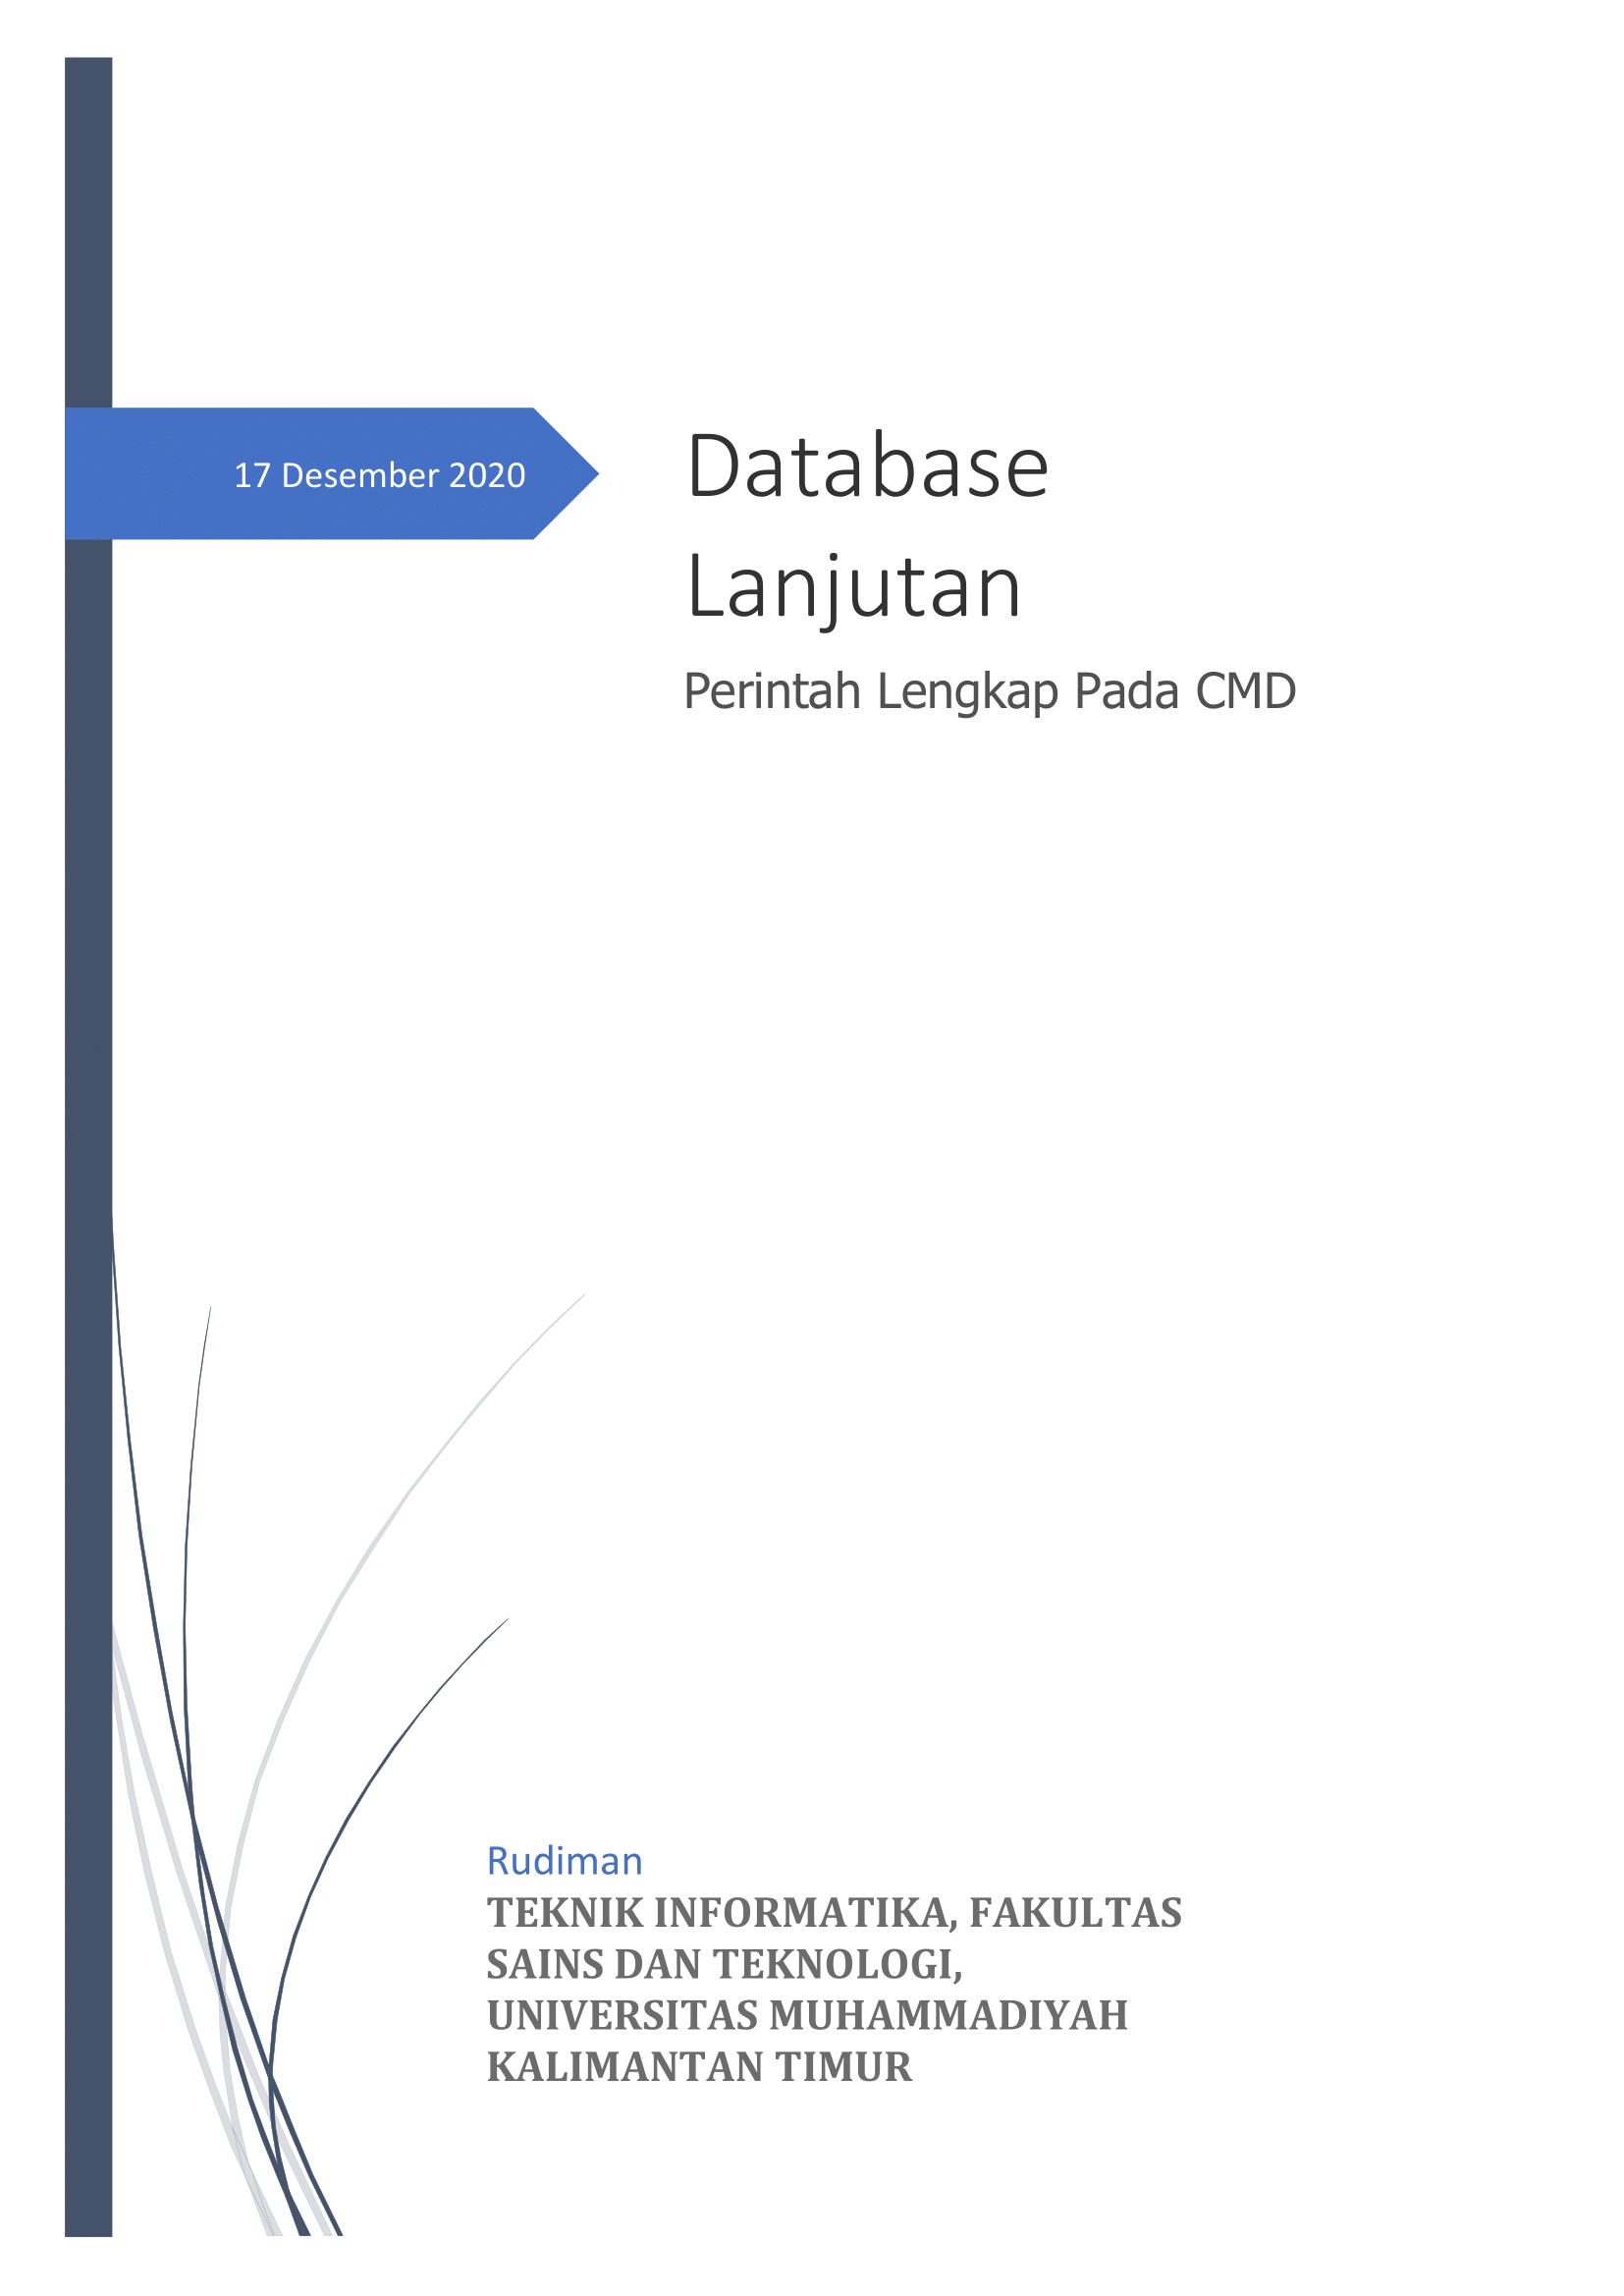 17 Desember 2020
Database
Lanjutan
Perintah Lengkap Pada CMD
Rudiman
TEKNIK INFORMATIKA, FAKULTAS
SAINS DAN TEKNOLOGI,
UNIVERSITAS MUHAMMADIYAH
KALIMANTAN TIMUR